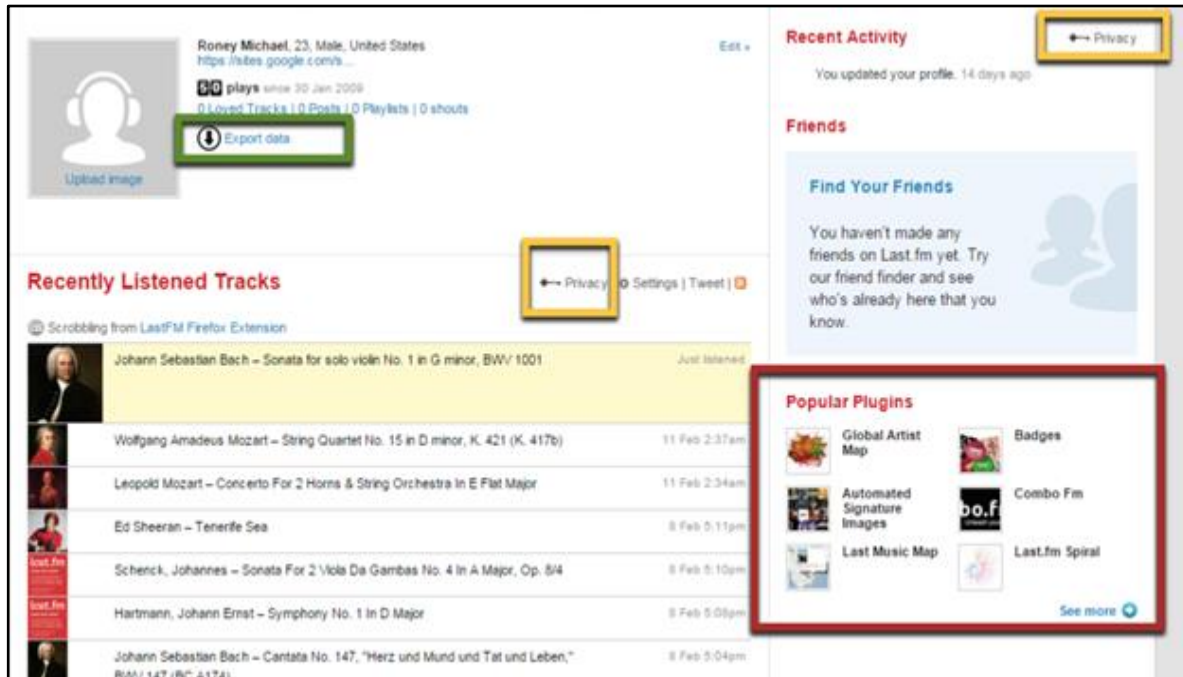 Roney Michael, 23, Male, United States
Edit »
https://sites.google.com/s...
50 plays since 30 Jan 2009
0 Loved Tracks | 0 Posts | 0 Playlists | 0 shouts
Export data
Upload image
Recently Listened Tracks
Privacy
Settings | Tweet |
Scrobbling from LastFM Firefox Extension
Johann Sebastian Bach – Sonata for solo violin No. 1 in G minor, BWV 1001
Just listened
Wolfgang Amadeus Mozart – String Quartet No. 15 in D minor, K. 421 (K. 417b)
11 Feb 2:37am
Leopold Mozart – Concerto For 2 Horns & String Orchestra In E Flat Major
11 Feb 2:34am
Ed Sheeran – Tenerife Sea
8 Feb 5:11pm
Schenck, Johannes – Sonata For 2 Viola Da Gambas No. 4 In A Major, Op. 8/4
8 Feb 5:10pm
Hartmann, Johann Ernst – Symphony No. 1 In D Major
8 Feb 5:08pm
Johann Sebastian Bach – Cantata No. 147, "Herz und Mund und Tat und Leben,"
BWV 147 (BC A174)
8 Feb 5:04pm
Recent Activity
Privacy
You updated your profile. 14 days ago
Friends
Find Your Friends
You haven't made any
friends on Last.fm yet. Try
our friend finder and see
who's already here that you
know.
Popular Plugins
Global Artist
Map
Badges
Automated
Signature
Images
Combo Fm
bo.f
Last Music Map
Last.fm Spiral
See more